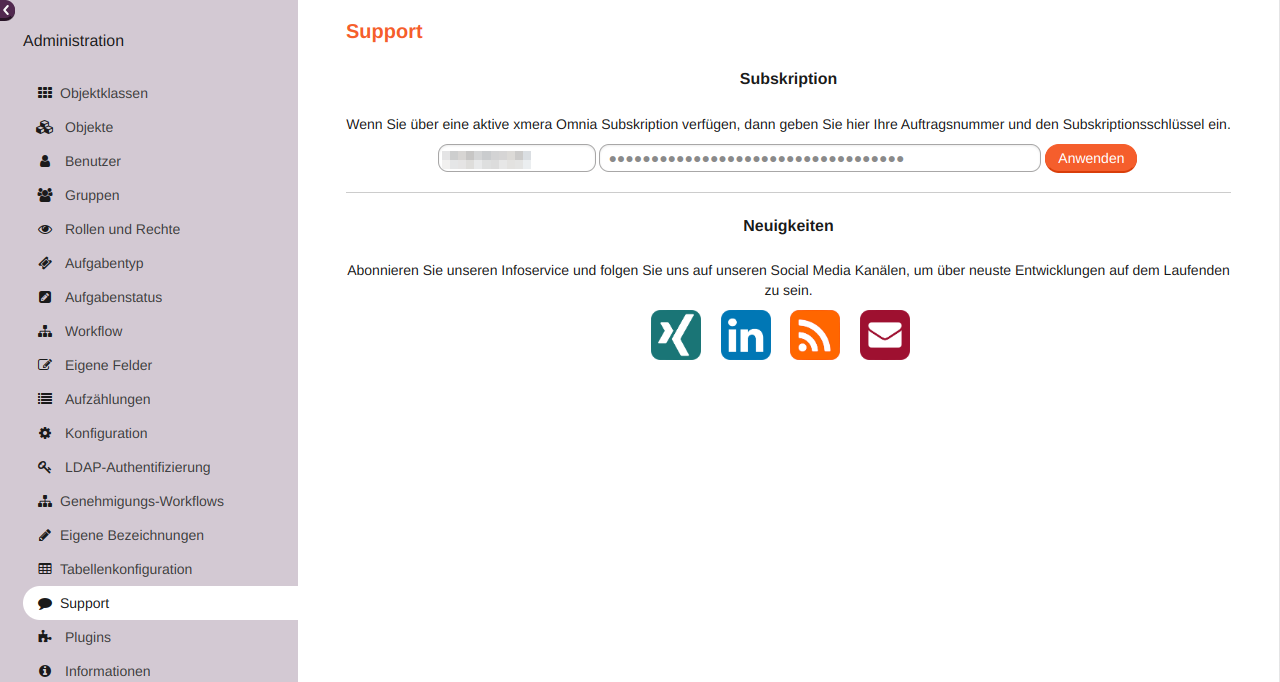 Administration
Objektklassen
Objekte
Benutzer
Gruppen
Rollen und Rechte
Aufgabentyp
Aufgabenstatus
Workflow
Eigene Felder
Aufzählungen
Konfiguration
LDAP-Authentifizierung
Genehmigungs-Workflows
Eigene Bezeichnungen
Tabellenkonfiguration
Support
Plugins
Informationen
Support
Subskription
Wenn Sie über eine aktive xmera Omnia Subskription verfügen, dann geben Sie hier Ihre Auftragsnummer und den Subskriptionsschlüssel ein.
Anwenden
Neuigkeiten
Abonnieren Sie unseren Infoservice und folgen Sie uns auf unseren Social Media Kanälen, um über neuste Entwicklungen auf dem Laufenden
zu sein.
in